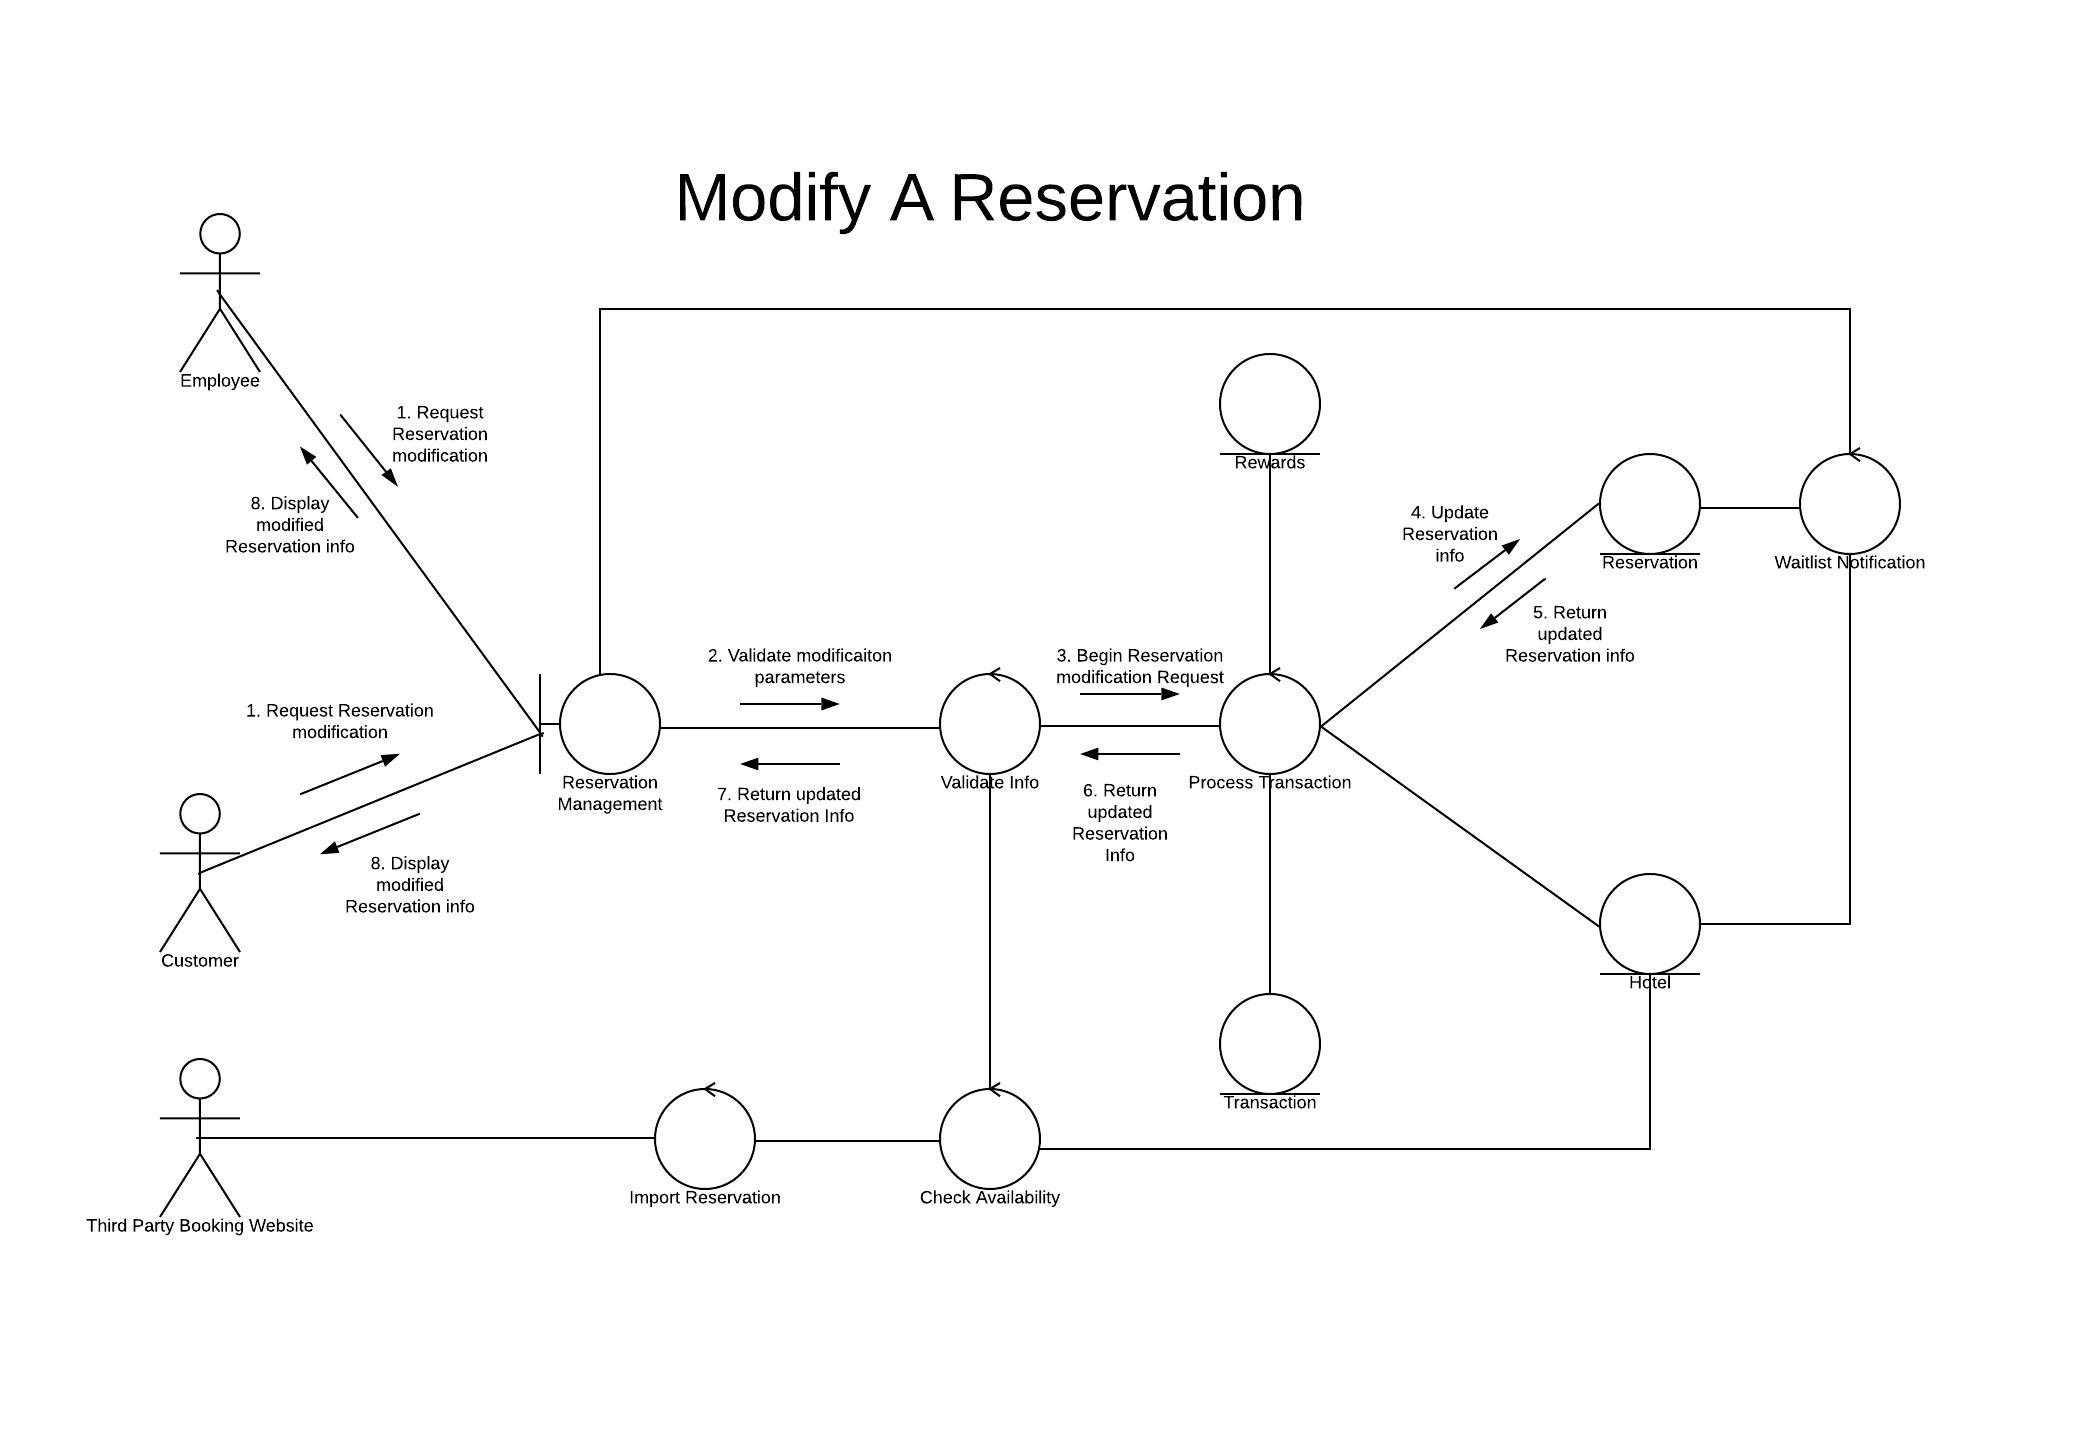 Modify A Reservation
Employee
1. Request
Reservation
modification
8. Display
modified
Reservation info
Rewards
4. Update
Reservation
info
Reservation
Waitlist Notification
5. Return
updated
Reservation info
1. Request Reservation
modification
2. Validate modificaiton
parameters
3. Begin Reservation
modification Request
Reservation
Management
7. Return updated
Reservation Info
Validate Info
6. Return
updated
Reservation
Info
Process Transaction
8. Display
modified
Reservation info
Customer
Hotel
Transaction
Third Party Booking Website
Import Reservation
Check Availability